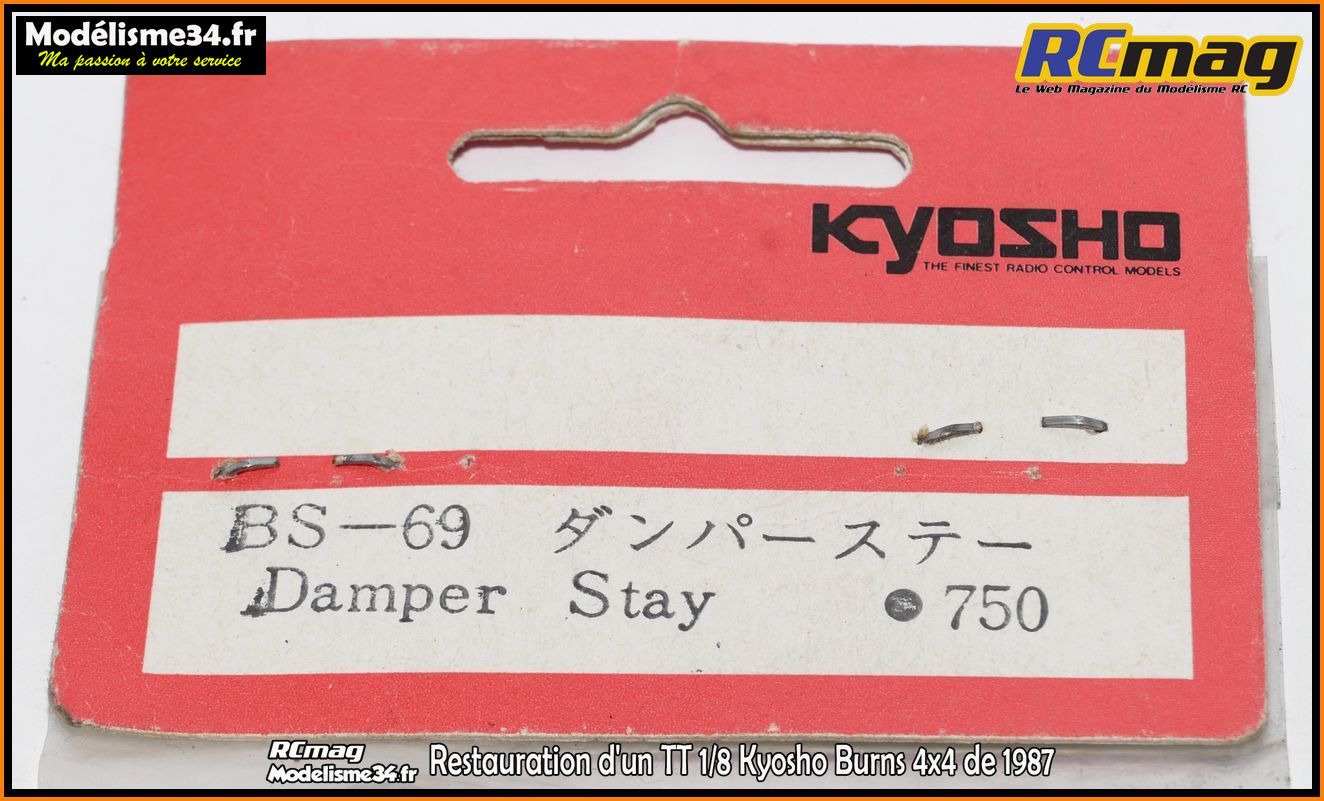 Modélisme34.fr
Ma passion à votre service
RCmag
Le Web Magazine du Modélisme RC
KYOSHO
THE FINEST RADIO CONTROL MODELS
BS-69 ダンパーステー
Damper Stay ●750
RCmag
Modelisme34.fr
Restauration d'un TT 1/8 Kyosho Burns 4x4 de 1987